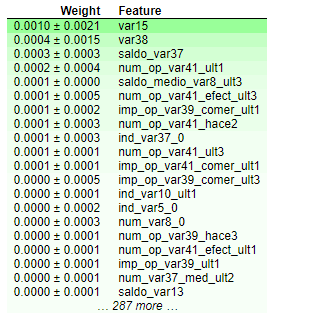 Weight Feature
0.0010 ± 0.0021 var15
0.0004 ± 0.0015 var38
0.0003 ± 0.0003 saldo_var37
0.0002 ± 0.0004 num_op_var41_ult1
0.0001 ± 0.0000 saldo_medio_var8_ult3
0.0001 ± 0.0005 num_op_var41_efect_ult3
0.0001 ± 0.0002 imp_op_var39_comer_ult1
0.0001 ± 0.0003 num_op_var41_hace2
0.0001 ± 0.0003 ind_var37_0
0.0001 ± 0.0001 num_op_var41_ult3
0.0001 ± 0.0001 imp_op_var41_comer_ult1
0.0000 ± 0.0005 imp_op_var39_comer_ult3
0.0000 ± 0.0001 ind_var10_ult1
0.0000 ± 0.0002 ind_var5_0
0.0000 ± 0.0003 num_var8_0
0.0000 ± 0.0001 num_op_var39_hace3
0.0000 ± 0.0001 num_op_var41_efect_ult1
0.0000 ± 0.0001 imp_op_var39_ult1
0.0000 ± 0.0001 num_var37_med_ult2
0.0000 ± 0.0001 saldo_var13
… 287 more …